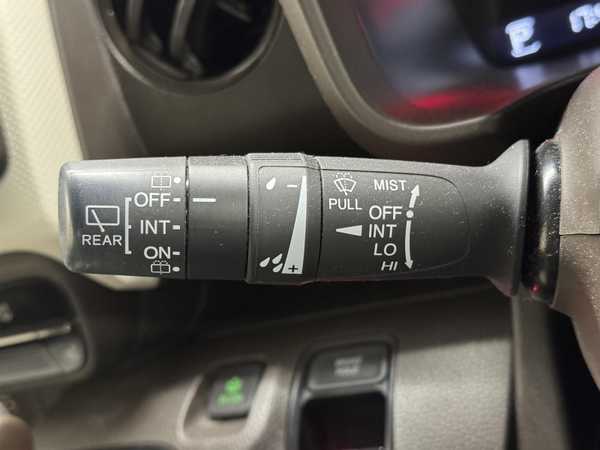 OFF
INT
ON
REAR
−
+
PULL
MIST
OFF
INT
LO
HI
E